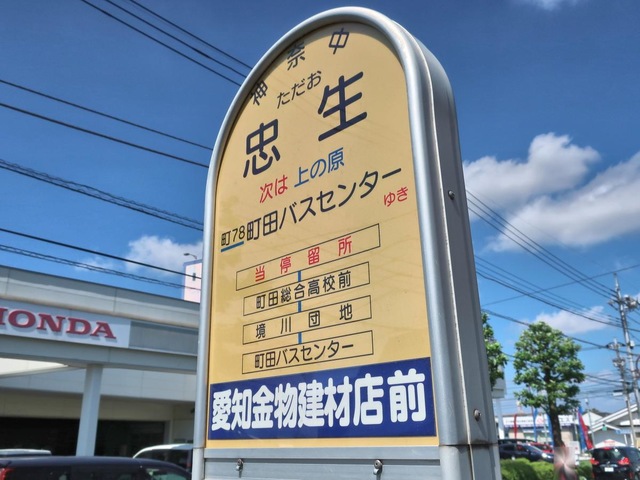 神奈中
ただお
忠生
次は 上の原
町78 町田バスセンター ゆき
当停留所
町田総合高校前
境川団地
町田バスセンター
愛知金物建材店前
HONDA